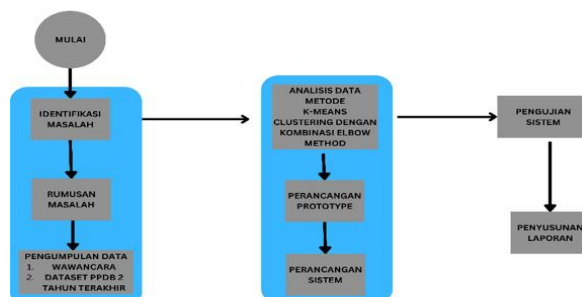 MULAI
IDENTIFIKASI
MASALAH
RUMUSAN
MASALAH
PENGUMPULAN DATA
1. WAWANCARA
2. DATASET PPDB 2
TAHUN TERAKHIR
ANALISIS DATA
METODE
K-MEANS
CLUSTERING DENGAN
KOMBINASI ELBOW
METHOD
PERANCANGAN
PROTOTYPE
PERANCANGAN
SISTEM
PENGUJIAN
SISTEM
PENYUSUNAN
LAPORAN